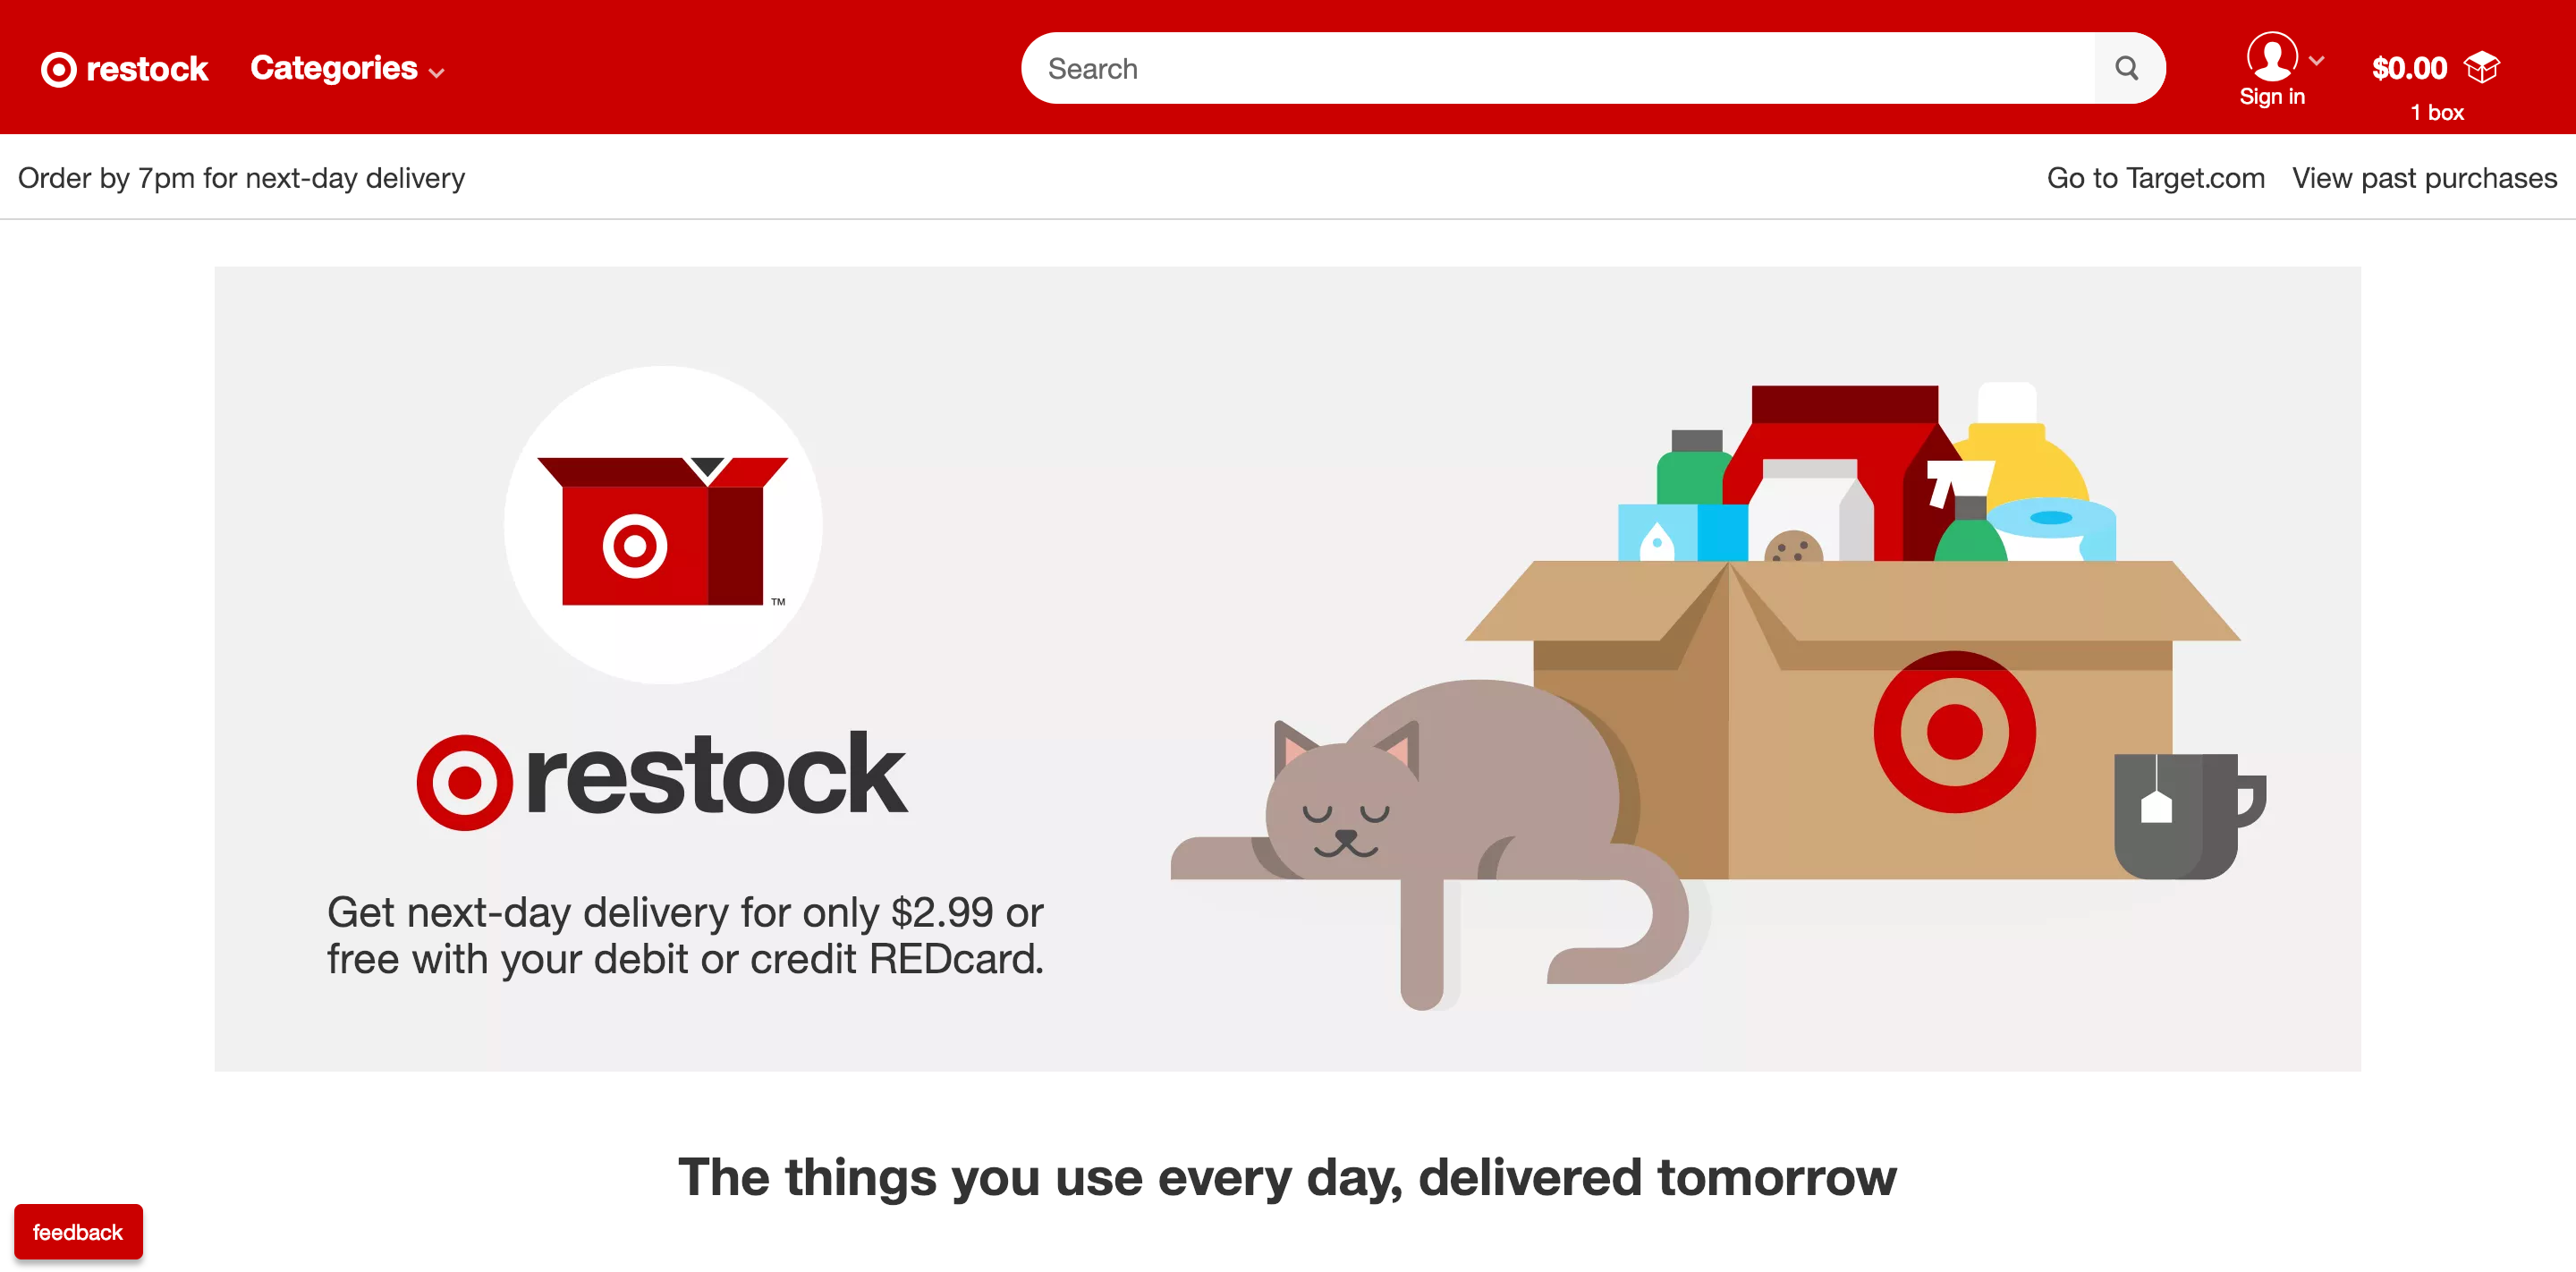 restock
Categories
Search
Sign in
$0.00
1 box
Order by 7pm for next-day delivery
Go to Target.com
View past purchases
TM
restock
Get next-day delivery for only $2.99 or
free with your debit or credit REDcard.
The things you use every day, delivered tomorrow
feedback